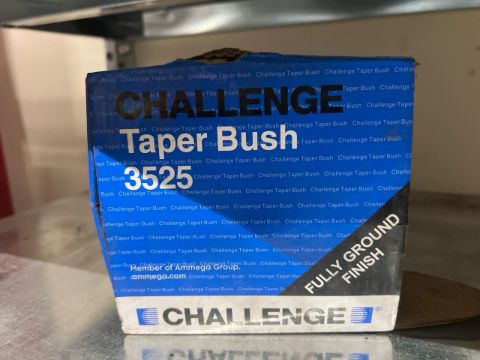 CHALLENGE
Taper Bush
3525
Member of Ammega Group.
ammega.com
FULLY GROUND
FINISH
CHALLENGE